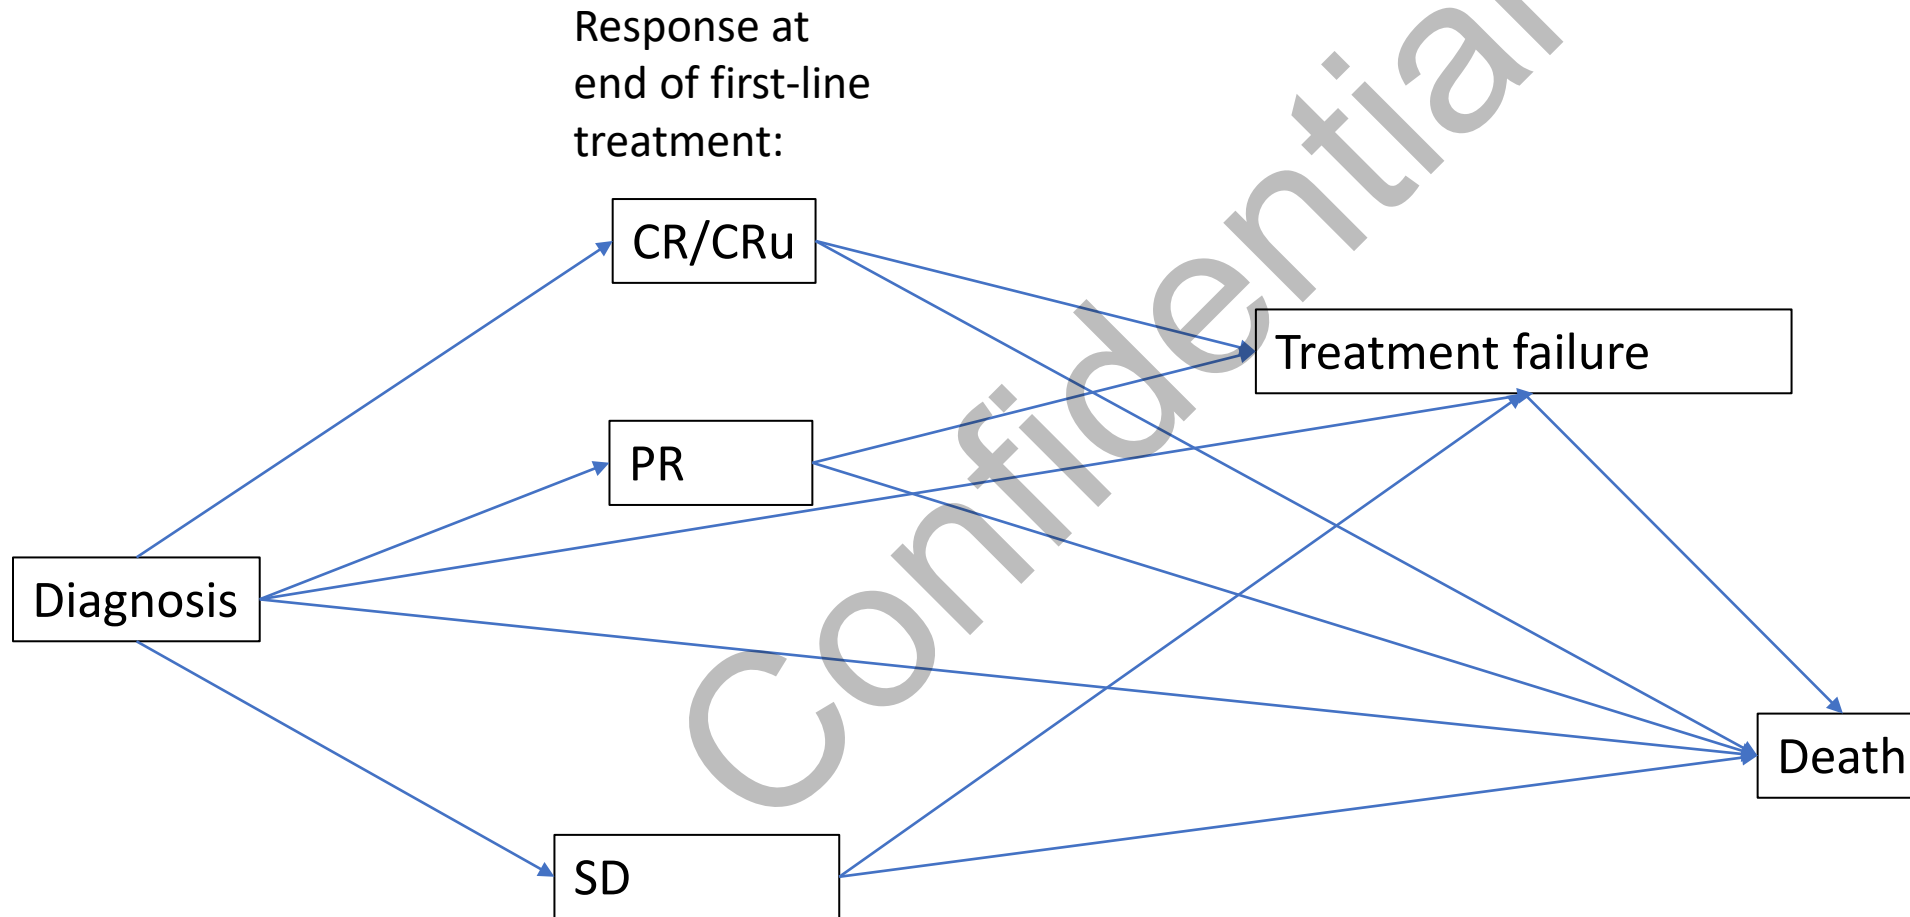 Response at
end of first-line
treatment:
CR/CRu
Treatment failure
PR
Diagnosis
Death
SD
Confidential